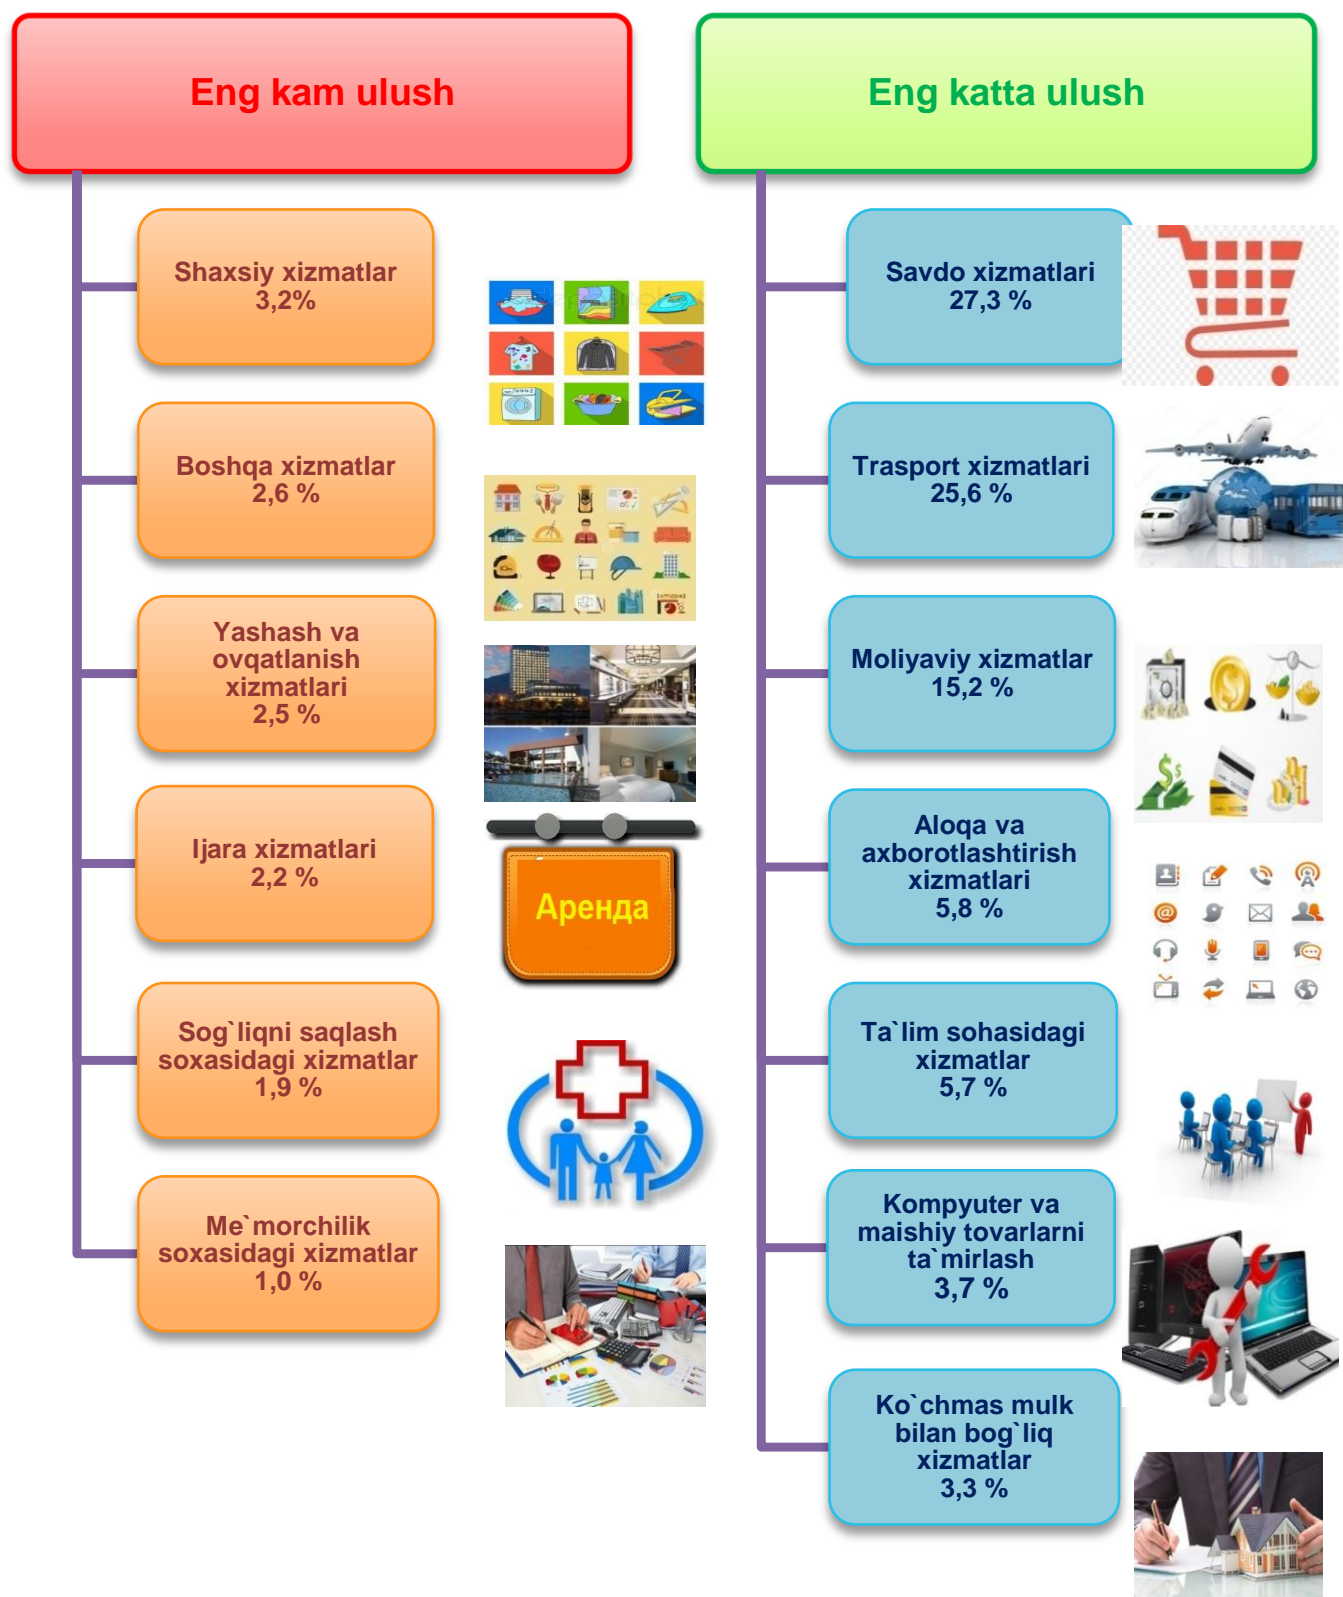 Eng kam ulush
Shaxsiy xizmatlar
3,2%
Boshqa xizmatlar
2,6 %
Yashash va
ovqatlanish
xizmatlari
2,5 %
Ijara xizmatlari
2,2 %
Аренда
Sog`liqni saqlash
soxasidagi xizmatlar
1,9 %
Me`morchilik
soxasidagi xizmatlar
1,0 %
Eng katta ulush
Savdo xizmatlari
27,3 %
Trasport xizmatlari
25,6 %
Moliyaviy xizmatlar
15,2 %
Aloqa va
axborotlashtirish
xizmatlari
5,8 %
Ta`lim sohasidagi
xizmatlar
5,7 %
Kompyuter va
maishiy tovarlarni
ta`mirlash
3,7 %
Ko`chmas mulk
bilan bog`liq
xizmatlar
3,3 %